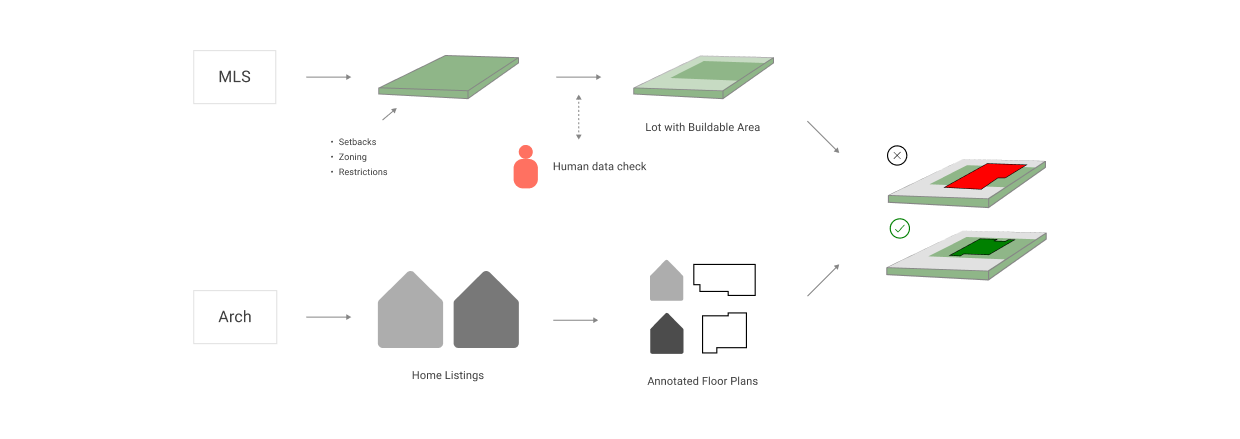 MLS
• Setbacks
• Zoning
• Restrictions
Human data check
Lot with Buildable Area
Arch
Home Listings
Annotated Floor Plans